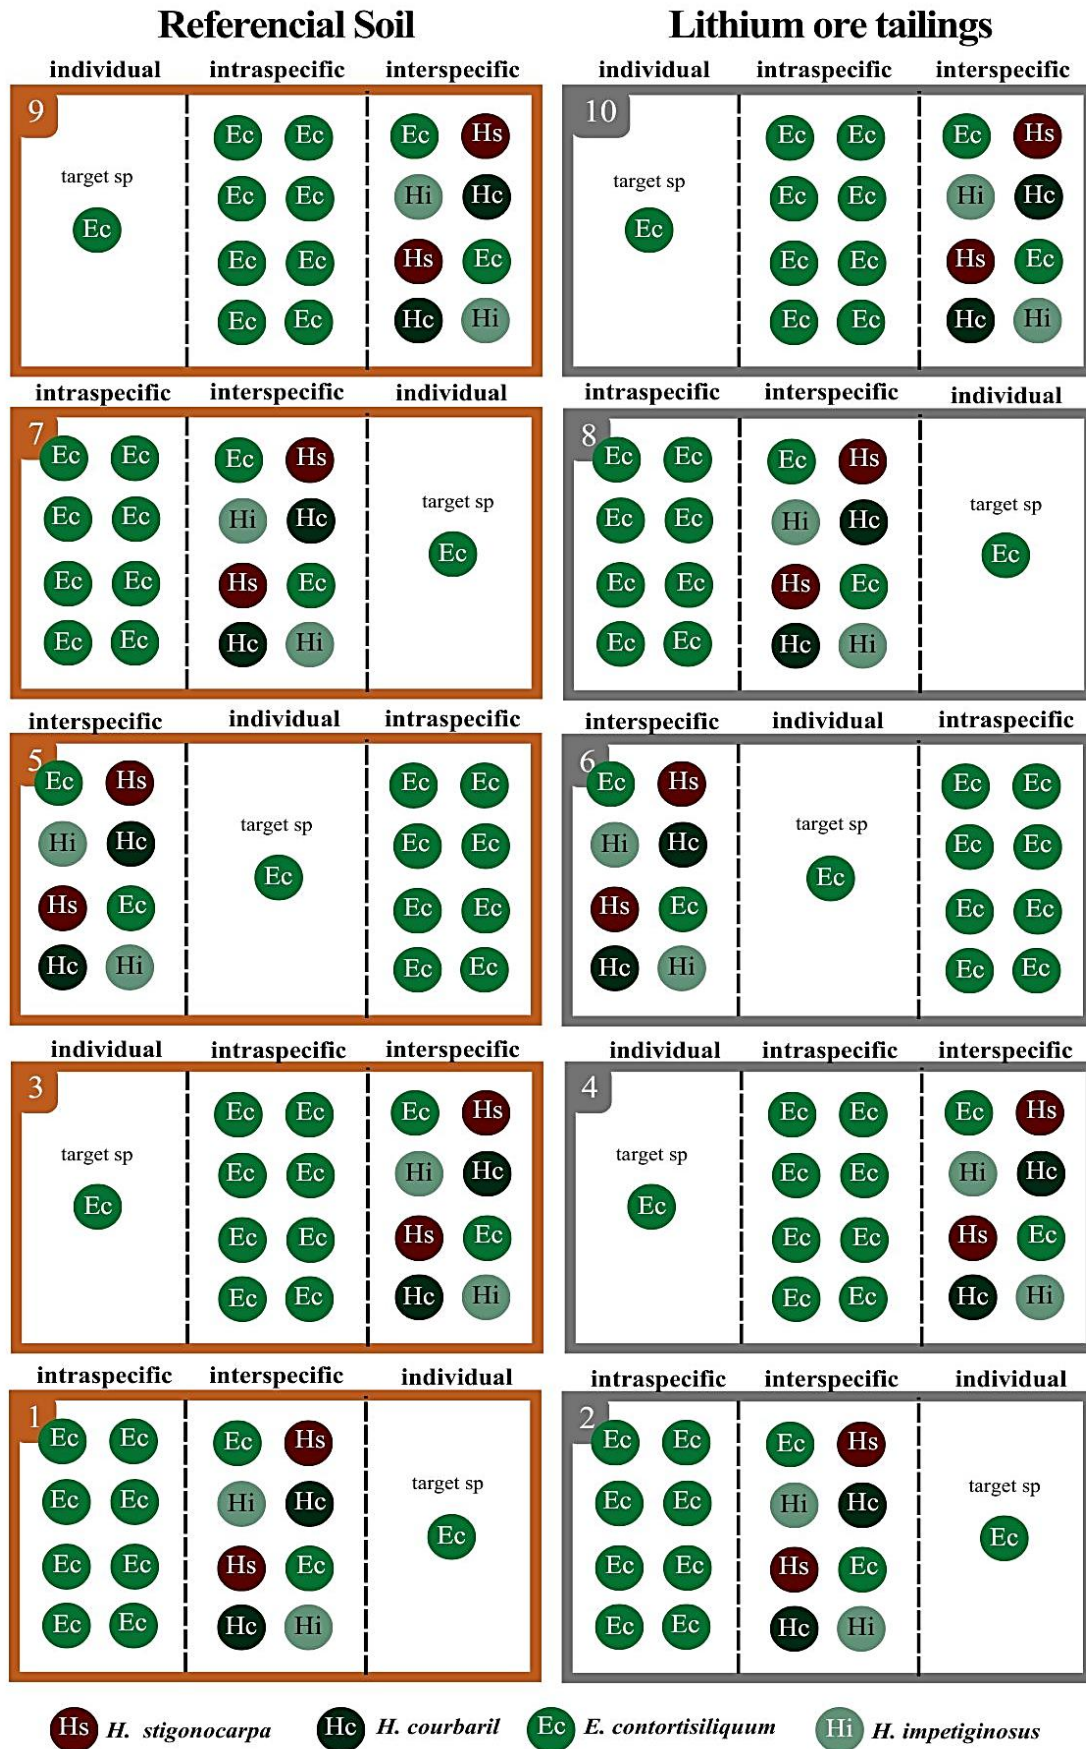 Referencial Soil Lithium ore tailings
individual intraspecific interspecific individual intraspecific interspecific
9 10
Ec Ec Ec Hs Ec Ec Ec Hs
target sp target sp
Ec Ec Hi Hc Ec Ec Hi Hc
Ec Ec
Ec Ec Hs Ec Ec Ec Hs Ec
Ec Ec Hc Hi Ec Ec Hc Hi
intraspecific interspecific individual intraspecific interspecific individual
7 8
Ec Ec Ec Hs Ec Ec Ec Hs
target sp target sp
Ec Ec Hi Hc Ec Ec Hi Hc
Ec Ec
Ec Ec Hs Ec Ec Ec Hs Ec
Ec Ec Hc Hi Ec Ec Hc Hi
interspecific individual intraspecific interspecific individual intraspecific
5 6
Ec Hs Ec Ec Ec Hs Ec Ec
target sp target sp
Hi Hc Ec Ec Hi Hc Ec Ec
Ec Ec
Hs Ec Ec Ec Hs Ec Ec Ec
Hc Hi Ec Ec Hc Hi Ec Ec
individual intraspecific interspecific individual intraspecific interspecific
3 4
Ec Ec Ec Hs Ec Ec Ec Hs
target sp target sp
Ec Ec Hi Hc Ec Ec Hi Hc
Ec Ec
Ec Ec Hs Ec Ec Ec Hs Ec
Ec Ec Hc Hi Ec Ec Hc Hi
intraspecific interspecific individual intraspecific interspecific individual
1 2
Ec Ec Ec Hs Ec Ec Ec Hs
target sp target sp
Ec Ec Hi Hc Ec Ec Hi Hc
Ec Ec
Ec Ec Hs Ec Ec Ec Hs Ec
Ec Ec Hc Hi Ec Ec Hc Hi
Hs H. stigonocarpa Hc H. courbaril Ec E. contortisiliquum Hi H. impetiginosus